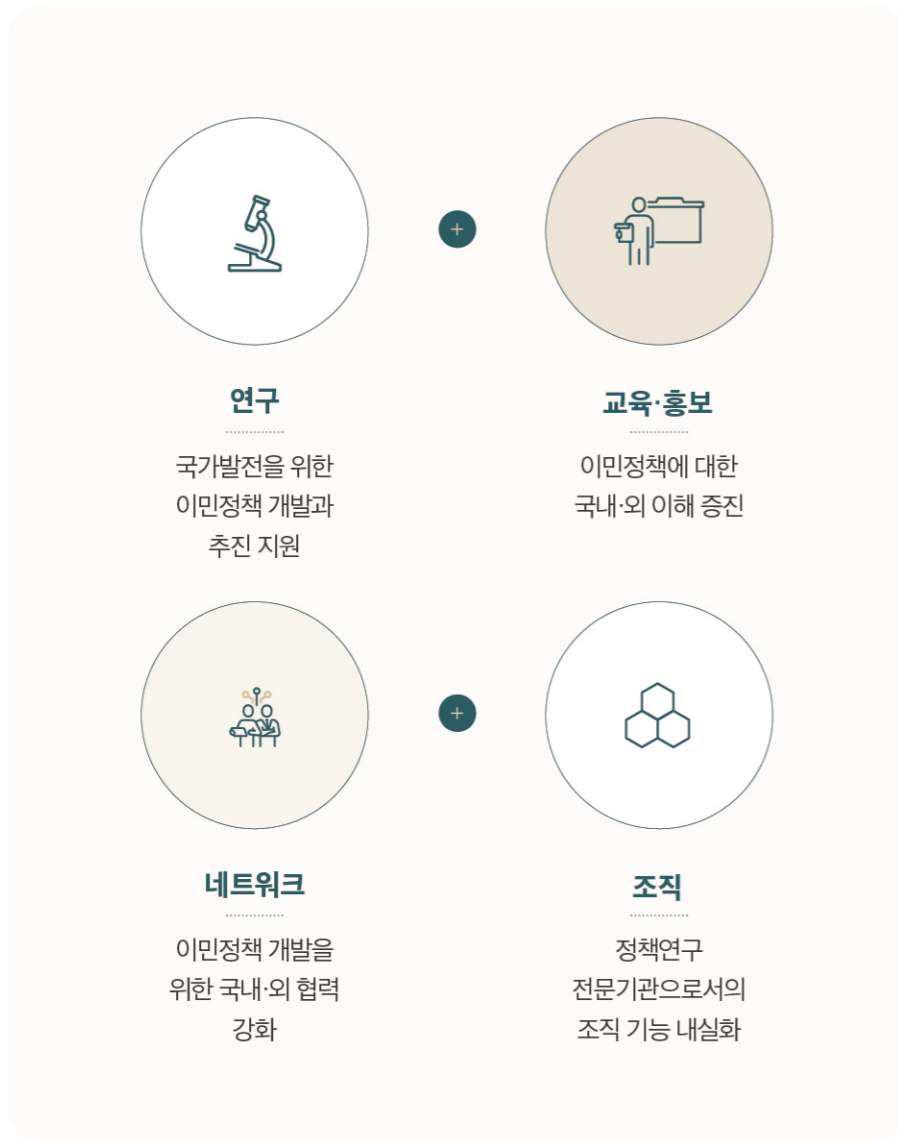 연구
국가발전을 위한
이민정책 개발과
추진 지원
교육·홍보
이민정책에 대한
국내·외 이해 증진
네트워크
이민정책 개발을
위한 국내·외 협력
강화
조직
정책연구
전문기관으로서의
조직 기능 내실화